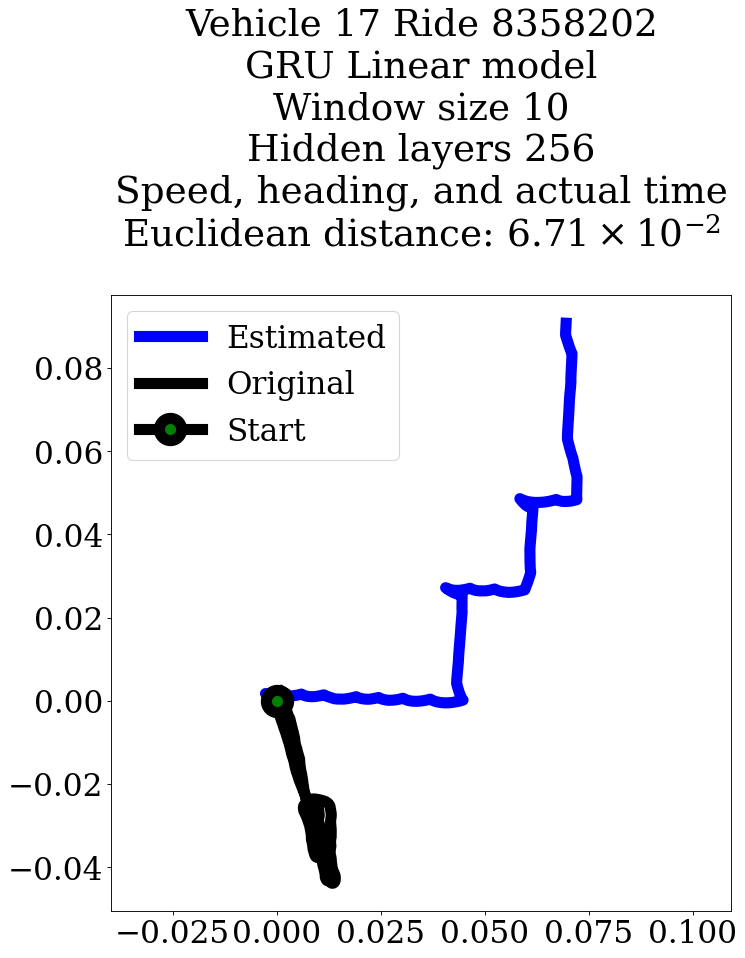 Vehicle 17 Ride 8358202
GRU Linear model
Window size 10
Hidden layers 256
Speed, heading, and actual time
Euclidean distance: 6.71 × 10⁻²
Estimated
Original
Start
0.08
0.06
0.04
0.02
0.00
−0.02
−0.04
−0.025 0.000 0.025 0.050 0.075 0.100